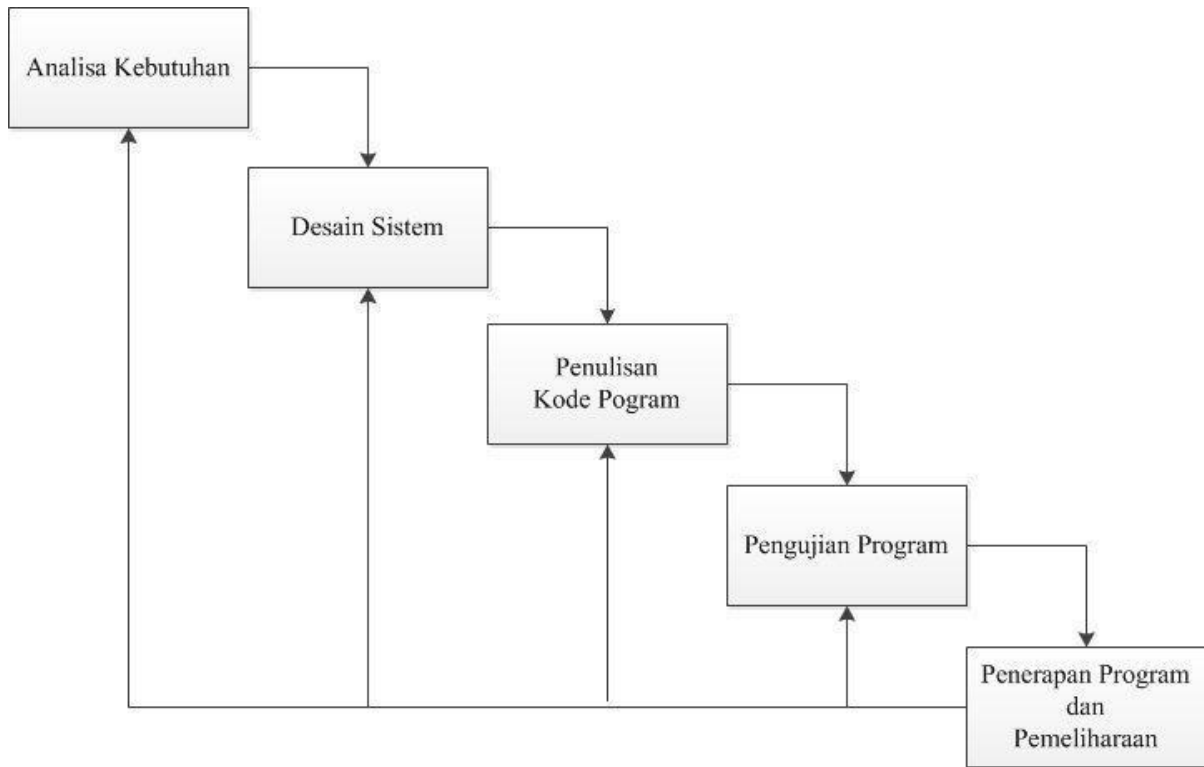 Analisa Kebutuhan
Desain Sistem
Penulisan
Kode Pogram
Pengujian Program
Penerapan Program
dan
Pemeliharaan